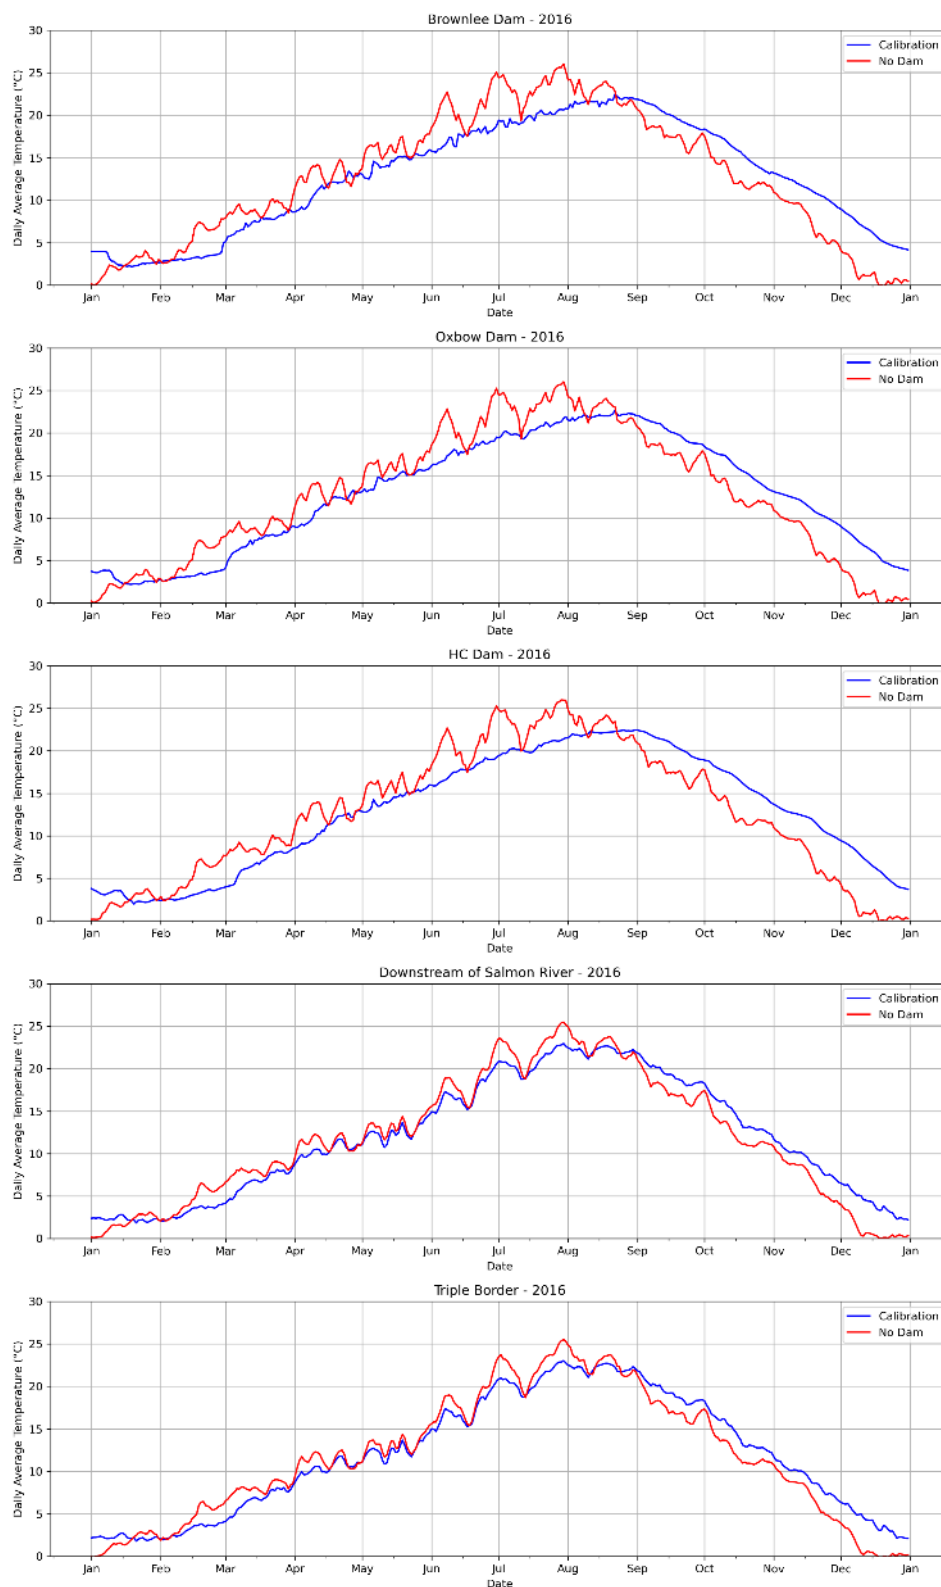 Brownlee Dam - 2016
Calibration
No Dam
30
25
20
15
10
5
0
Daily Average Temperature (°C)
Jan Feb Mar Apr May Jun Jul Aug Sep Oct Nov Dec Jan
Date
Oxbow Dam - 2016
Calibration
No Dam
30
25
20
15
10
5
0
Daily Average Temperature (°C)
Jan Feb Mar Apr May Jun Jul Aug Sep Oct Nov Dec Jan
Date
HC Dam - 2016
Calibration
No Dam
30
25
20
15
10
5
0
Daily Average Temperature (°C)
Jan Feb Mar Apr May Jun Jul Aug Sep Oct Nov Dec Jan
Date
Downstream of Salmon River - 2016
Calibration
No Dam
30
25
20
15
10
5
0
Daily Average Temperature (°C)
Jan Feb Mar Apr May Jun Jul Aug Sep Oct Nov Dec Jan
Date
Triple Border - 2016
Calibration
No Dam
30
25
20
15
10
5
0
Daily Average Temperature (°C)
Jan Feb Mar Apr May Jun Jul Aug Sep Oct Nov Dec Jan
Date